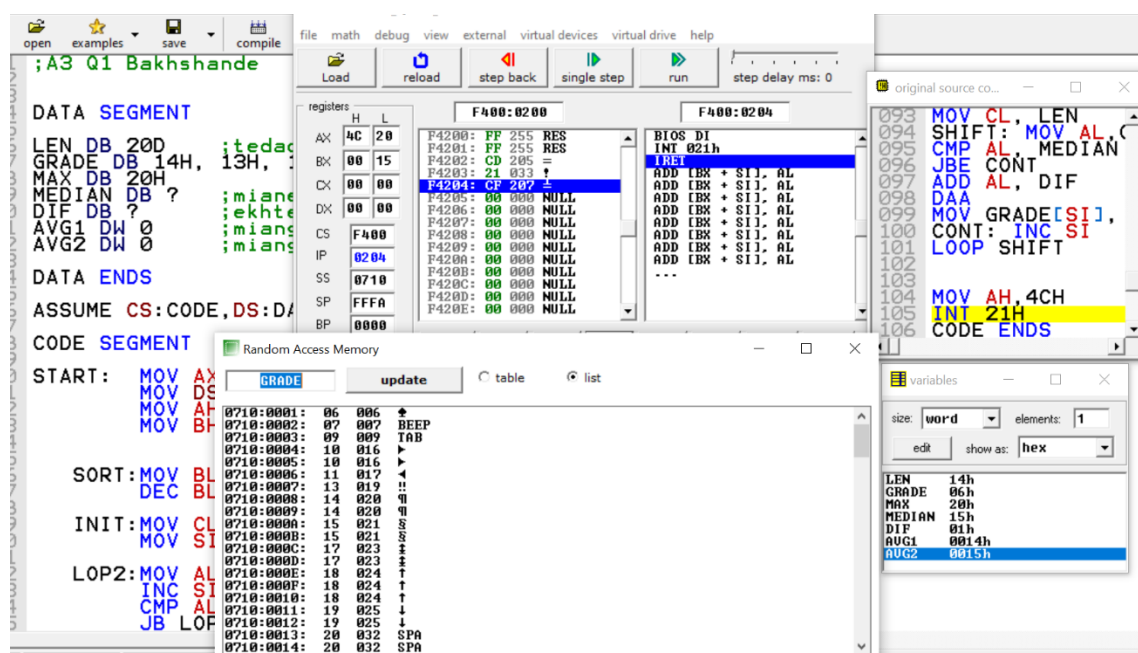 open examples save compile
;A3 Q1 Bakhshande
DATA SEGMENT
LEN DB 20D ;tedac
GRADE DB 14H, 13H,
MAX DB 20H
MEDIAN DB ? ;miane
DIF DB ? ;ekhte
AVG1 DW 0 ;miang
AVG2 DW 0 ;miang
DATA ENDS
ASSUME CS:CODE,DS:DA
CODE SEGMENT
START: MOV AX
MOV DS
MOV AH
MOV BH
SORT:MOV BL
DEC BL
INIT:MOV CL
MOV SI
LOP2:MOV AL
INC SI
CMP AL
JB LOP
file math debug view external virtual devices virtual drive help
Load reload step back single step run step delay ms: 0
registers
H L
AX 4C 20
BX 00 15
CX 00 00
DX 00 00
CS F400
IP 0204
SS 0710
SP FFFA
BP 0000
F400:0200
F4200: FF 255 RES
F4201: FF 255 RES
F4202: CD 205 =
F4203: 21 033 !
F4204: CF 207 ╧
F4205: 00 000 NULL
F4206: 00 000 NULL
F4207: 00 000 NULL
F4208: 00 000 NULL
F4209: 00 000 NULL
F420A: 00 000 NULL
F420B: 00 000 NULL
F420C: 00 000 NULL
F420D: 00 000 NULL
F420E: 00 000 NULL
F400:0204
BIOS DI
INT 021h
IRET
ADD [BX + SI], AL
ADD [BX + SI], AL
ADD [BX + SI], AL
ADD [BX + SI], AL
ADD [BX + SI], AL
ADD [BX + SI], AL
ADD [BX + SI], AL
...
original source co...
093 MOV CL, LEN
094 SHIFT: MOV AL,
095 CMP AL, MEDIAN
096 JBE CONT
097 ADD AL, DIF
098 DAA
099 MOV GRADE[SI],
100 CONT: INC SI
101 LOOP SHIFT
102
103
104 MOV AH,4CH
105 INT 21H
106 CODE ENDS
Random Access Memory
GRADE update table list
0710:0001: 06 006 ♠
0710:0002: 07 007 BEEP
0710:0003: 09 009 TAB
0710:0004: 10 016 ►
0710:0005: 10 016 ►
0710:0006: 11 017 ◄
0710:0007: 13 019 ‼
0710:0008: 14 020 ¶
0710:0009: 14 020 ¶
0710:000A: 15 021 §
0710:000B: 15 021 §
0710:000C: 17 023 ↨
0710:000D: 17 023 ↨
0710:000E: 18 024 ↑
0710:000F: 18 024 ↑
0710:0010: 18 024 ↑
0710:0011: 19 025 ↓
0710:0012: 19 025 ↓
0710:0013: 20 032 SPA
0710:0014: 20 032 SPA
variables
size: word elements: 1
edit show as: hex
LEN 14h
GRADE 06h
MAX 20h
MEDIAN 15h
DIF 01h
AVG1 0014h
AVG2 0015h